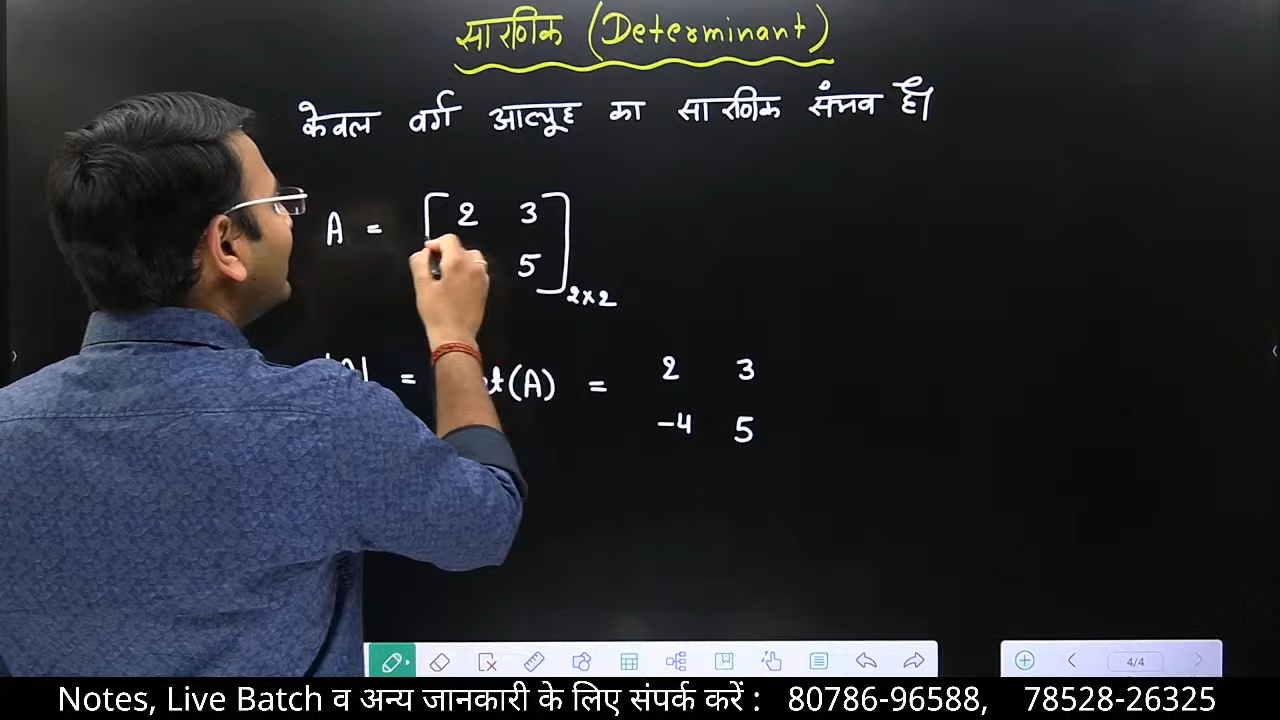 सारणिक (Determinant)
केवल वर्ग आव्यूह का सारणिक संभव है।
A = [ 2 3
5 ] 2×2
= t(A) = 2 3
-4 5
4/4
Notes, Live Batch व अन्य जानकारी के लिए संपर्क करें : 80786-96588, 78528-26325